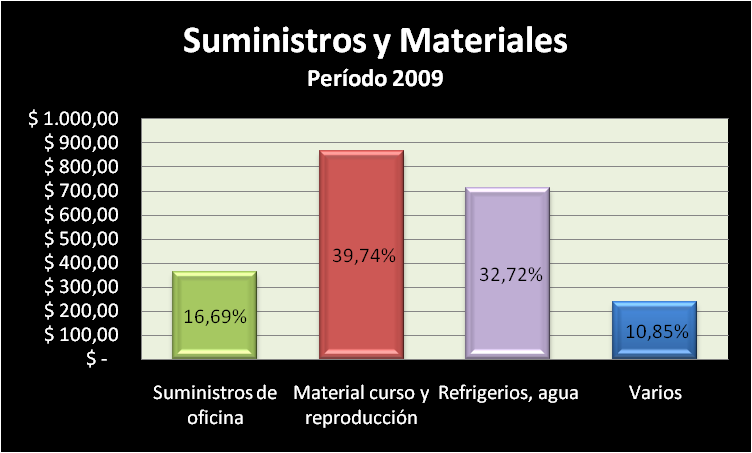 Suministros y Materiales
Período 2009
$ 1.000,00
$ 900,00
$ 800,00
$ 700,00
$ 600,00
$ 500,00
$ 400,00
$ 300,00
$ 200,00
$ 100,00
$ -
16,69%
39,74%
32,72%
10,85%
Suministros de
oficina
Material curso y
reproducción
Refrigerios, agua
Varios